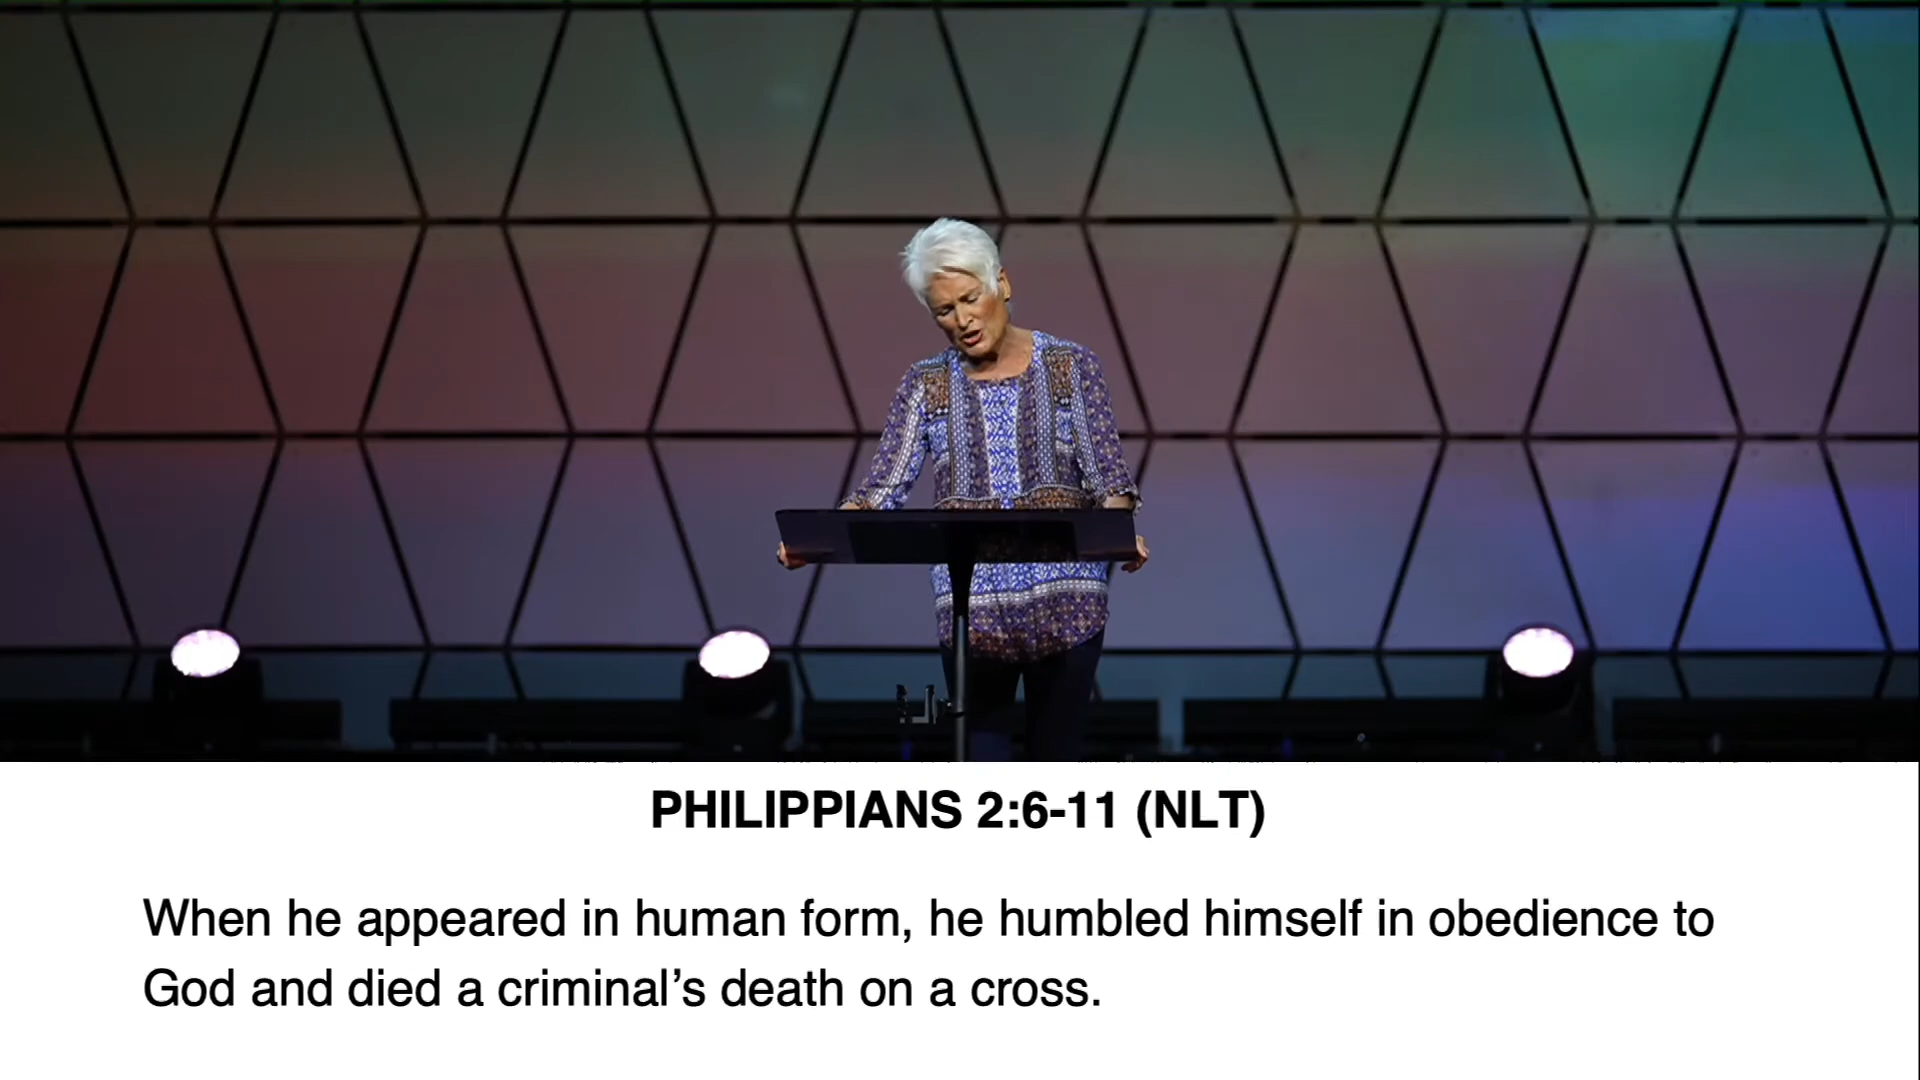 PHILIPPIANS 2:6-11 (NLT)
When he appeared in human form, he humbled himself in obedience to
God and died a criminal’s death on a cross.